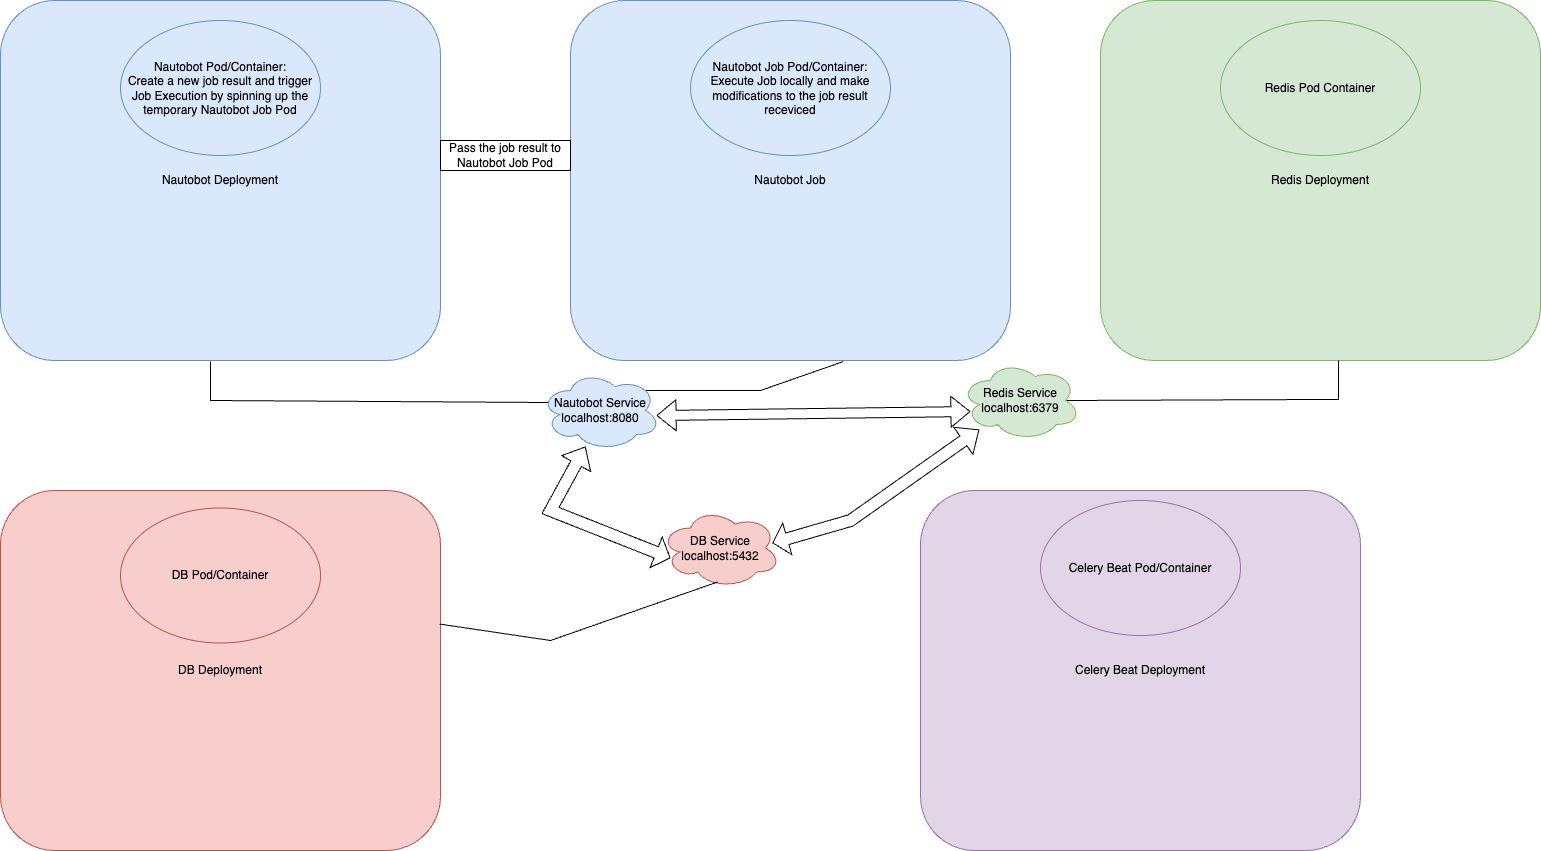 Nautobot Pod/Container:
Create a new job result and trigger
Job Execution by spinning up the
temporary Nautobot Job Pod
Nautobot Deployment
Pass the job result to
Nautobot Job Pod
Nautobot Job Pod/Container:
Execute Job locally and make
modifications to the job result
receviced
Nautobot Job
Redis Pod Container
Redis Deployment
Nautobot Service
localhost:8080
Redis Service
localhost:6379
DB Service
localhost:5432
DB Pod/Container
DB Deployment
Celery Beat Pod/Container
Celery Beat Deployment